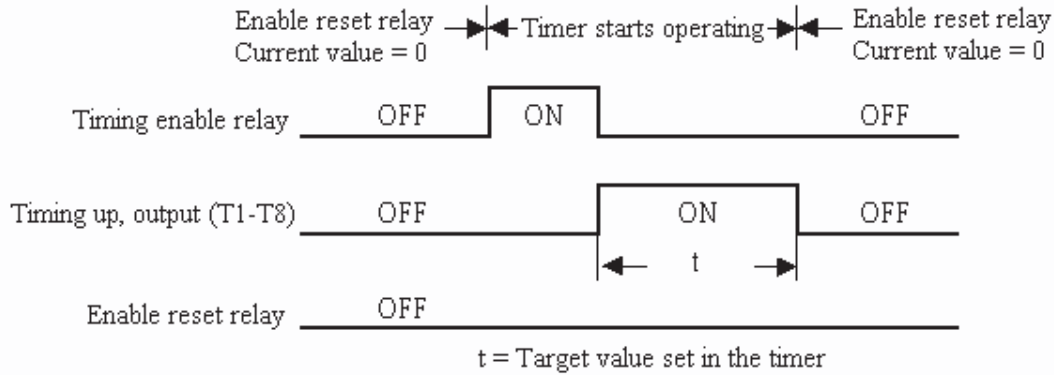 Enable reset relay
Current value = 0
Timer starts operating
Enable reset relay
Current value = 0
Timing enable relay
OFF
ON
OFF
Timing up, output (T1-T8)
OFF
ON
OFF
t
Enable reset relay
OFF
t = Target value set in the timer